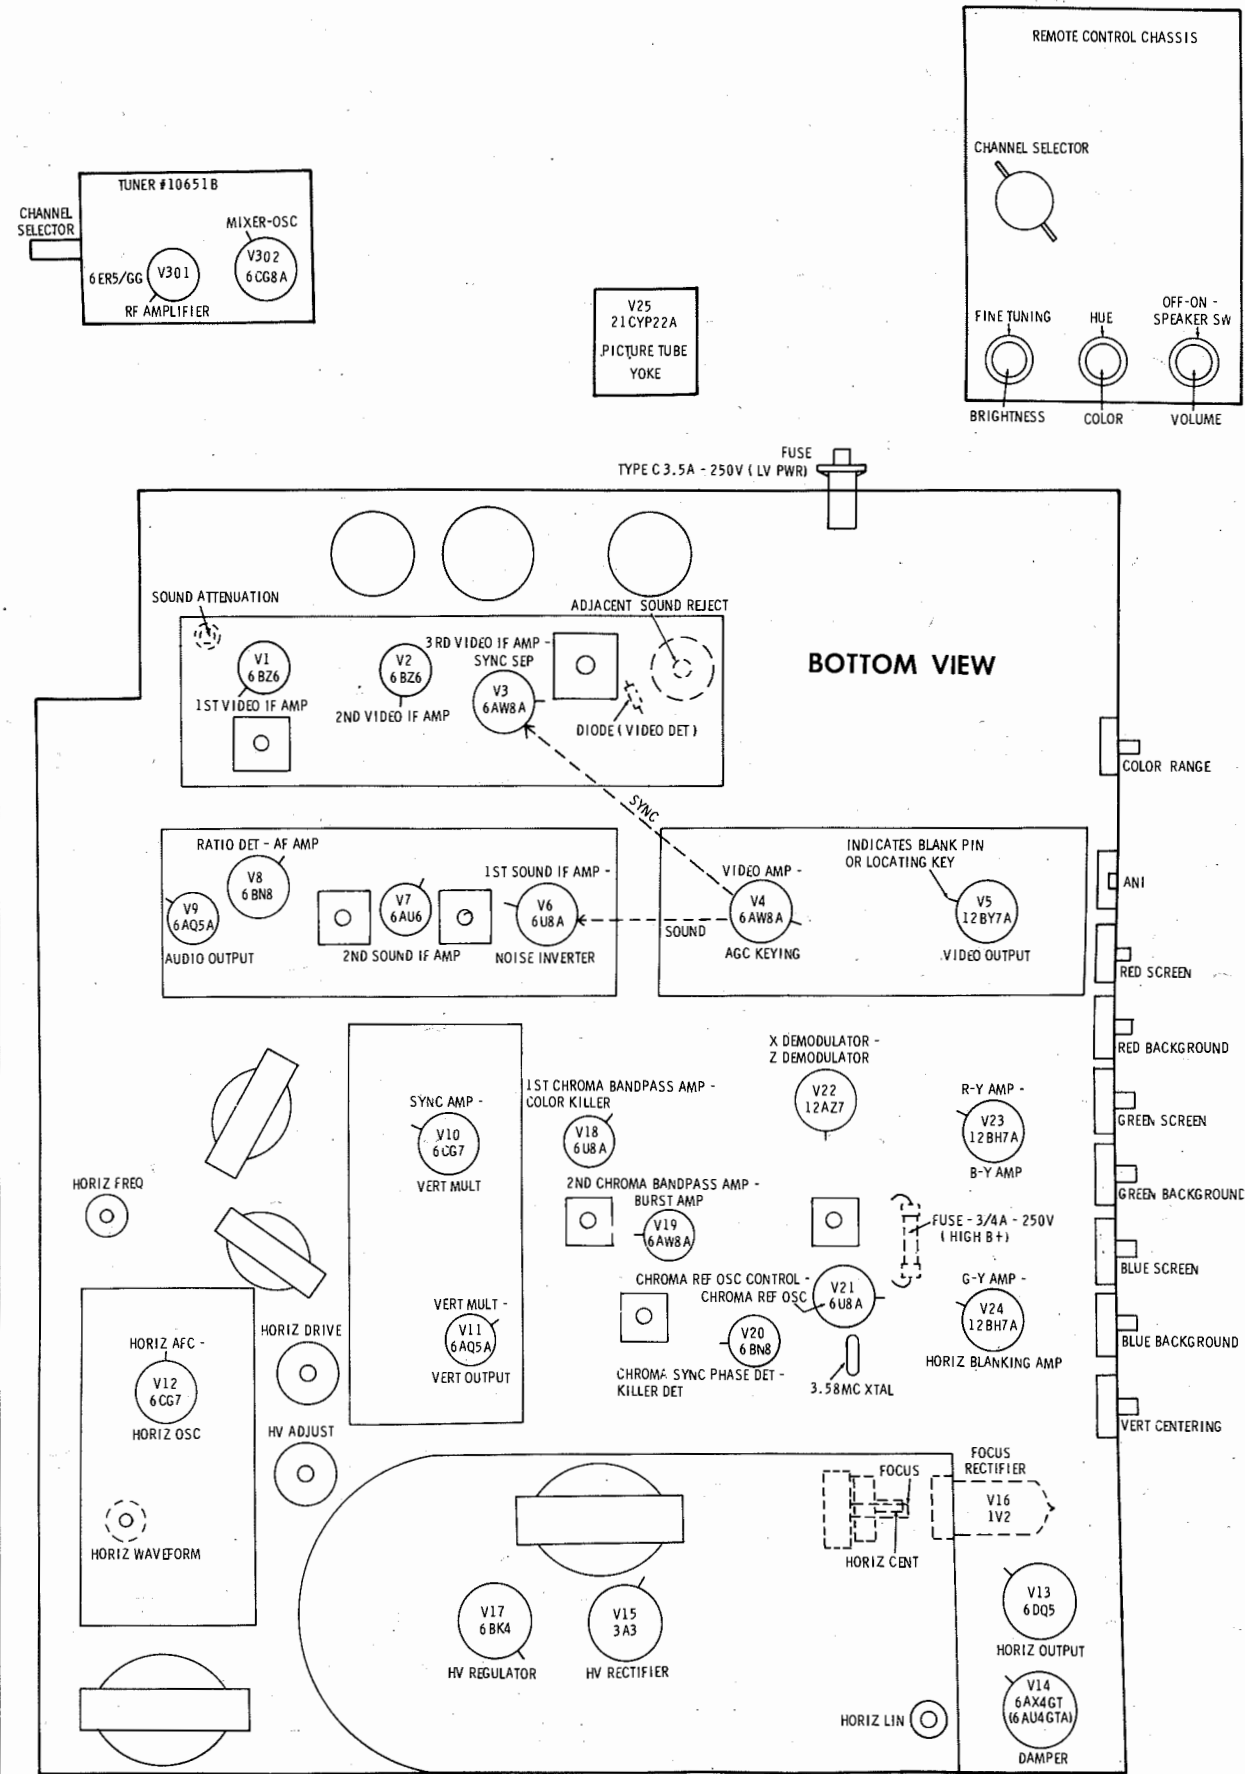 REMOTE CONTROL CHASSIS
CHANNEL SELECTOR
FINE TUNING
HUE
OFF-ON -
SPEAKER SW
BRIGHTNESS
COLOR
VOLUME
TUNER #10651B
CHANNEL
SELECTOR
MIXER-OSC
V302
6CG8A
6ER5/GG
V301
RF AMPLIFIER
V25
21CYP22A
PICTURE TUBE
YOKE
FUSE
TYPE C 3.5A - 250V (LV PWR)
SOUND ATTENUATION
ADJACENT SOUND REJECT
V1
6BZ6
1ST VIDEO IF AMP
V2
6BZ6
2ND VIDEO IF AMP
3RD VIDEO IF AMP -
SYNC SEP
V3
6AW8A
DIODE (VIDEO DET)
BOTTOM VIEW
SYNC
COLOR RANGE
RATIO DET - AF AMP
V8
6BN8
V9
6AQ5A
AUDIO OUTPUT
V7
6AU6
2ND SOUND IF AMP
1ST SOUND IF AMP -
V6
6U8A
NOISE INVERTER
SOUND
VIDEO AMP -
V4
6AW8A
AGC KEYING
INDICATES BLANK PIN
OR LOCATING KEY
V5
12BY7A
VIDEO OUTPUT
ANI
RED SCREEN
RED BACKGROUND
GREEN SCREEN
GREEN BACKGROUND
BLUE SCREEN
BLUE BACKGROUND
VERT CENTERING
X DEMODULATOR -
Z DEMODULATOR
V22
12AZ7
1ST CHROMA BANDPASS AMP -
COLOR KILLER
V18
6U8A
R-Y AMP -
V23
12BH7A
B-Y AMP
SYNC AMP -
V10
6CG7
VERT MULT
HORIZ FREQ
2ND CHROMA BANDPASS AMP -
BURST AMP
V19
6AW8A
FUSE - 3/4A - 250V
(HIGH B+)
CHROMA REF OSC CONTROL -
CHROMA REF OSC
V21
6U8A
G-Y AMP -
V24
12BH7A
HORIZ BLANKING AMP
V20
6BN8
CHROMA SYNC PHASE DET -
KILLER DET
3.58MC XTAL
VERT MULT -
V11
6AQ5A
VERT OUTPUT
HORIZ DRIVE
HORIZ AFC -
V12
6CG7
HORIZ OSC
HV ADJUST
HORIZ WAVEFORM
FOCUS
HORIZ CENT
FOCUS
RECTIFIER
V16
1V2
V13
6DQ5
HORIZ OUTPUT
V17
6BK4
HV REGULATOR
V15
3A3
HV RECTIFIER
HORIZ LIN
V14
6AX4GT
(6AU4GTA)
DAMPER